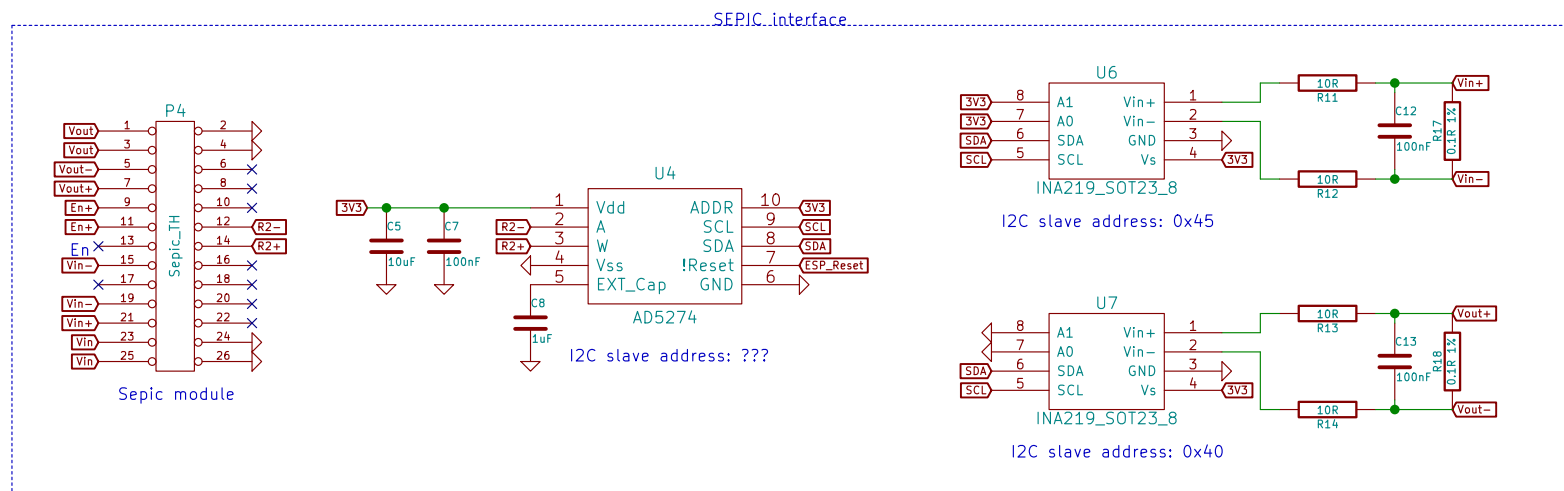 SEPIC interface
P4
Vout 1 2
Vout 3 4
Vout- 5 6
Vout+ 7 8
En+ 9 10
En+ 11 12 R2-
En 13 14 R2+
Vin- 15 16
17 18
Vin- 19 20
Vin+ 21 22
Vin 23 24
Vin 25 26
Sepic_TH
Sepic module
U4
3V3 1 Vdd ADDR 10 3V3
R2- 2 A SCL 9 SCL
R2+ 3 W SDA 8 SDA
4 Vss !Reset 7 ESP_Reset
5 EXT_Cap GND 6
AD5274
C5
10uF
C7
100nF
C8
1uF
I2C slave address: ???
U6
3V3 8 A1 Vin+ 1
3V3 7 A0 Vin- 2
SDA 6 SDA GND 3
SCL 5 SCL Vs 4 3V3
INA219_SOT23_8
I2C slave address: 0x45
10R
R11
Vin+
C12
100nF
R17
0.1R 1%
10R
R12
Vin-
U7
8 A1 Vin+ 1
7 A0 Vin- 2
SDA 6 SDA GND 3
SCL 5 SCL Vs 4 3V3
INA219_SOT23_8
I2C slave address: 0x40
10R
R13
Vout+
C13
100nF
R18
0.1R 1%
10R
R14
Vout-